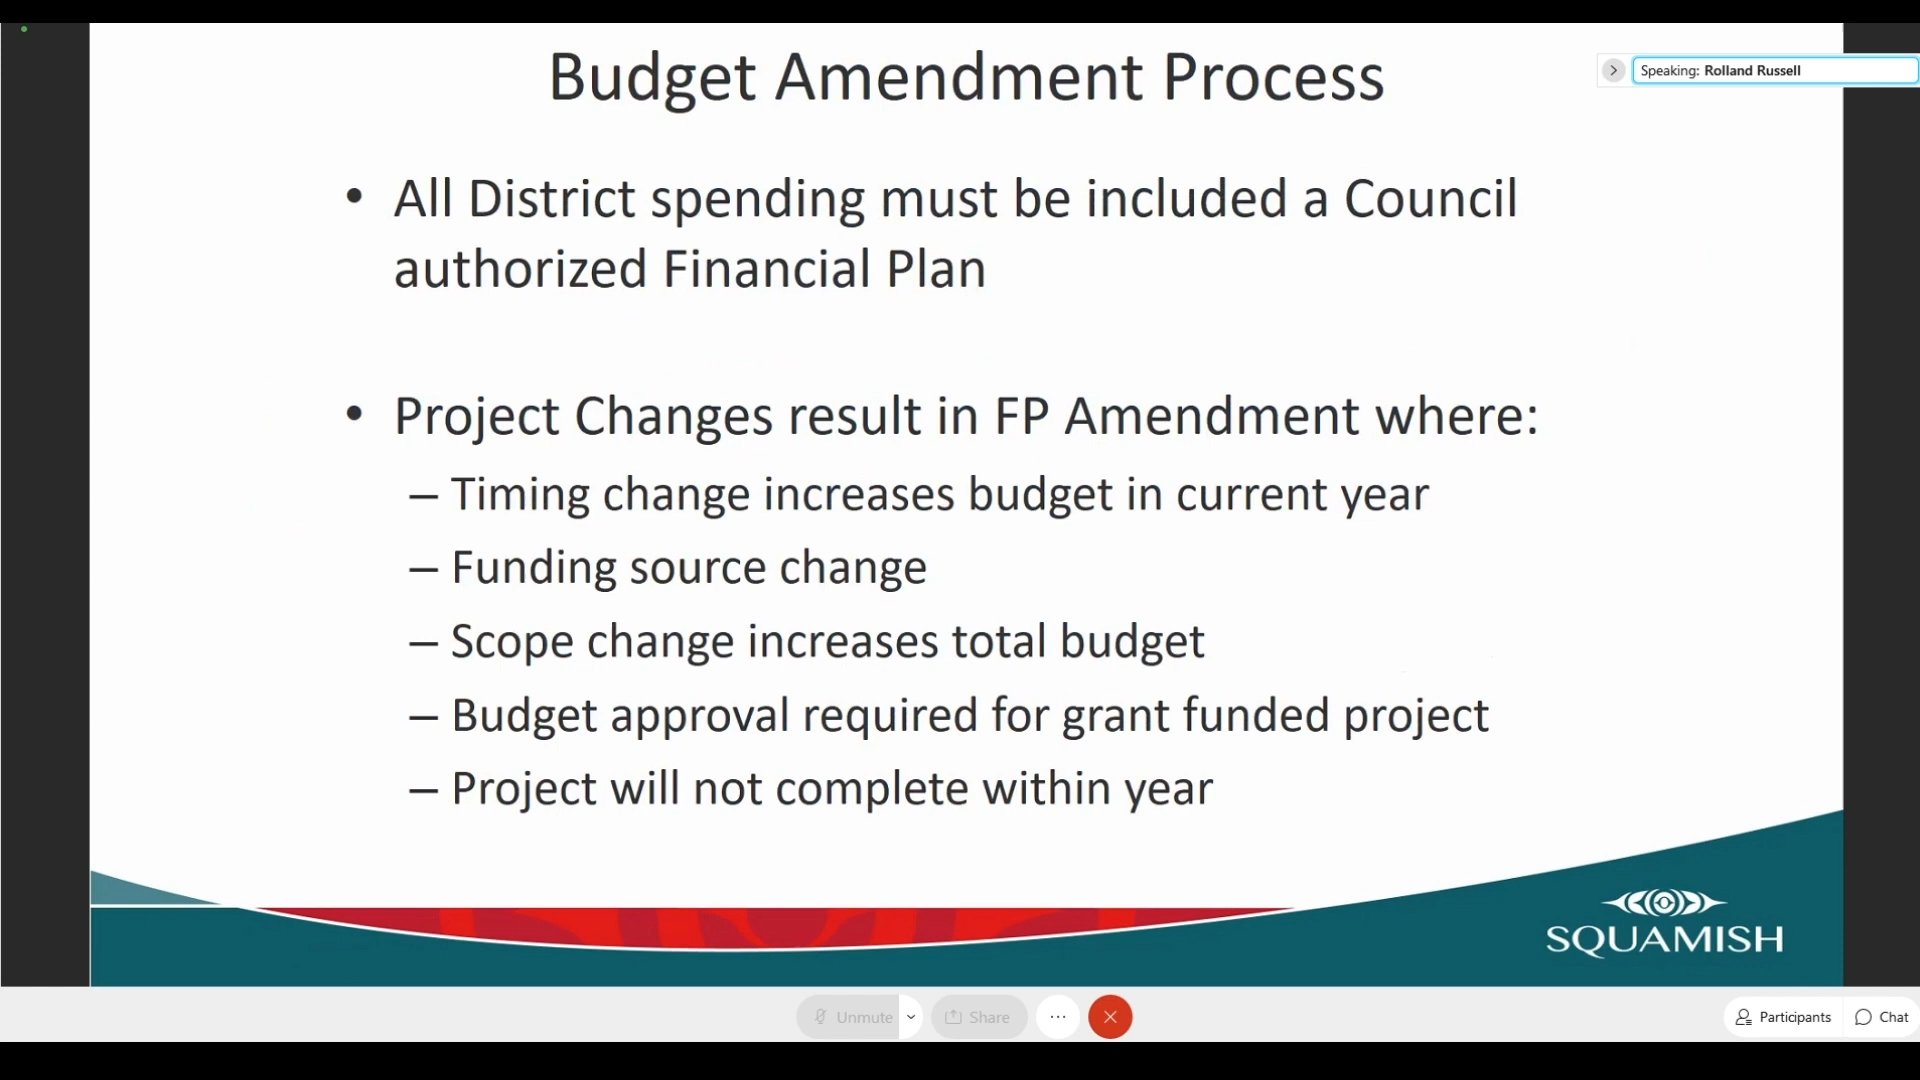 Budget Amendment Process
Speaking: Rolland Russell
• All District spending must be included a Council
authorized Financial Plan
• Project Changes result in FP Amendment where:
– Timing change increases budget in current year
– Funding source change
– Scope change increases total budget
– Budget approval required for grant funded project
– Project will not complete within year
SQUAMISH
Unmute
Share
Participants
Chat